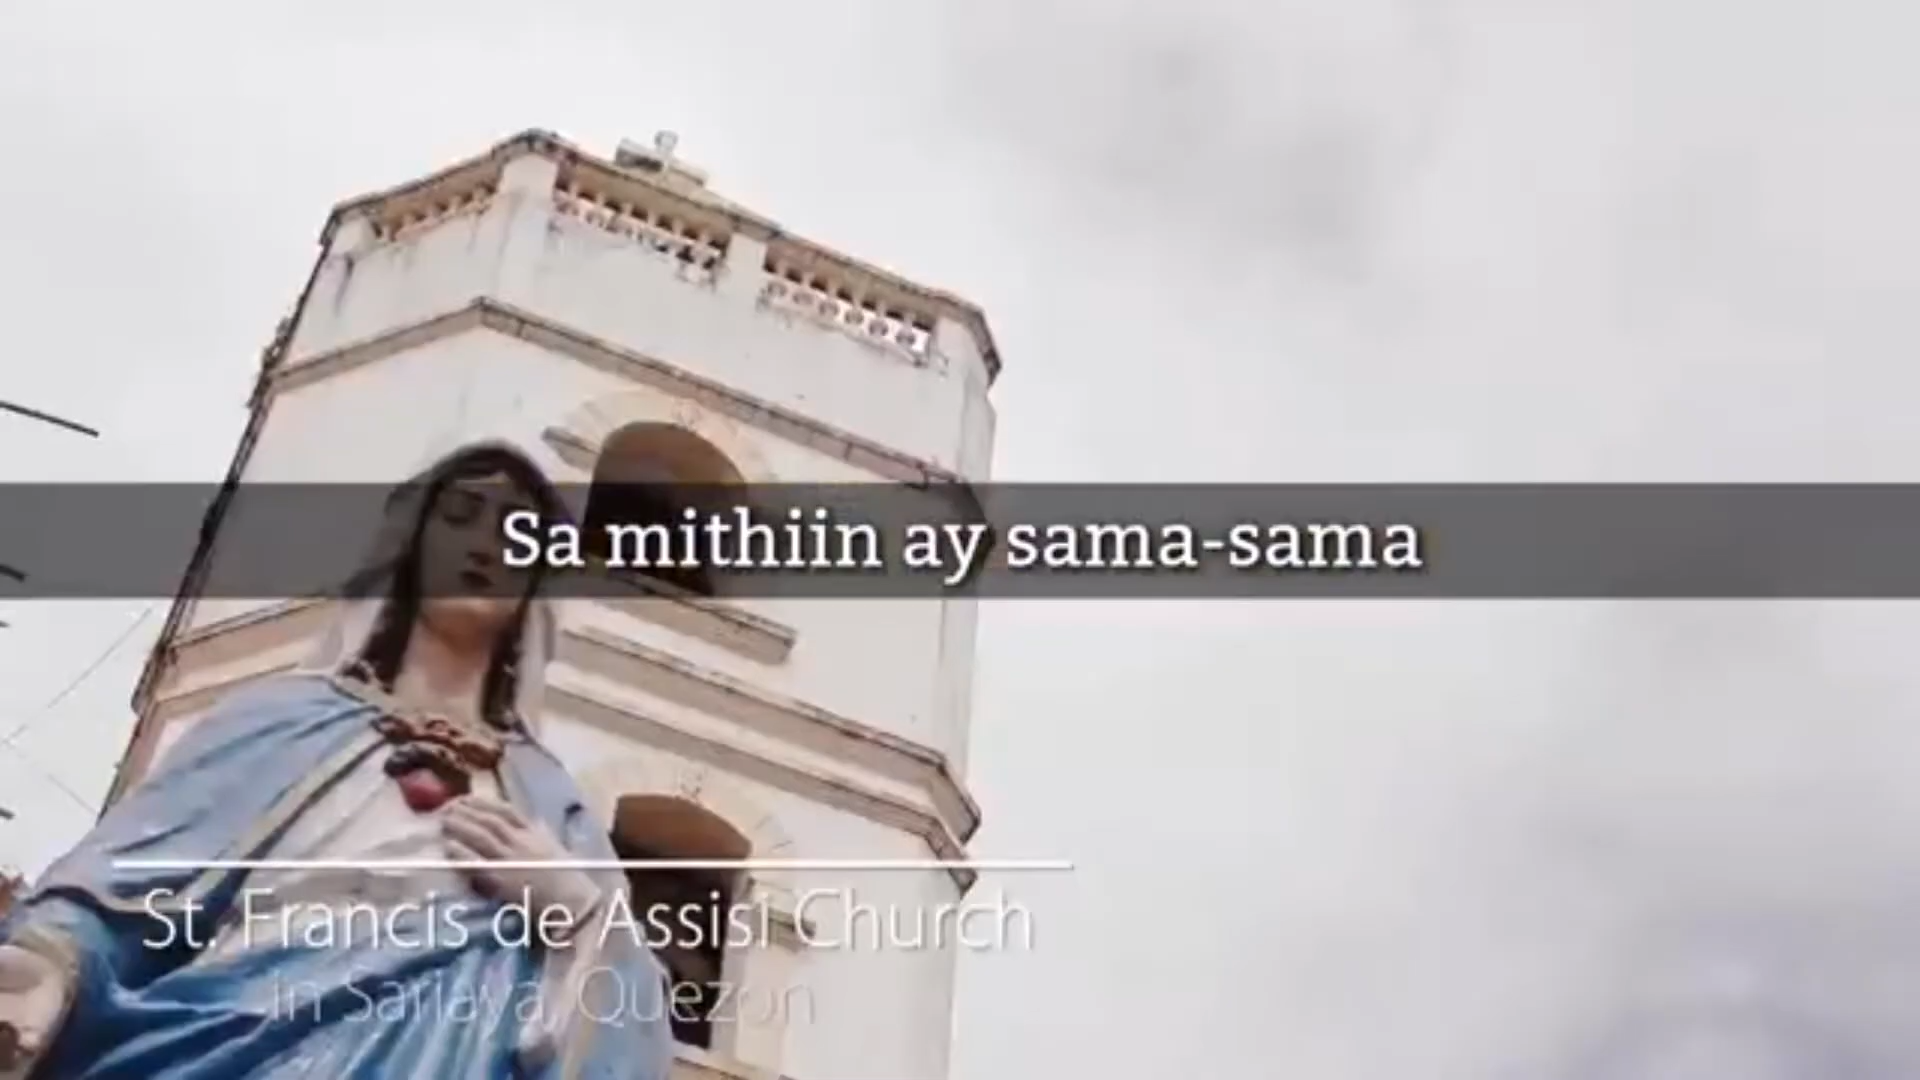 Sa mithiin ay sama-sama
St. Francis de Assisi Church
in Sariaya, Quezon